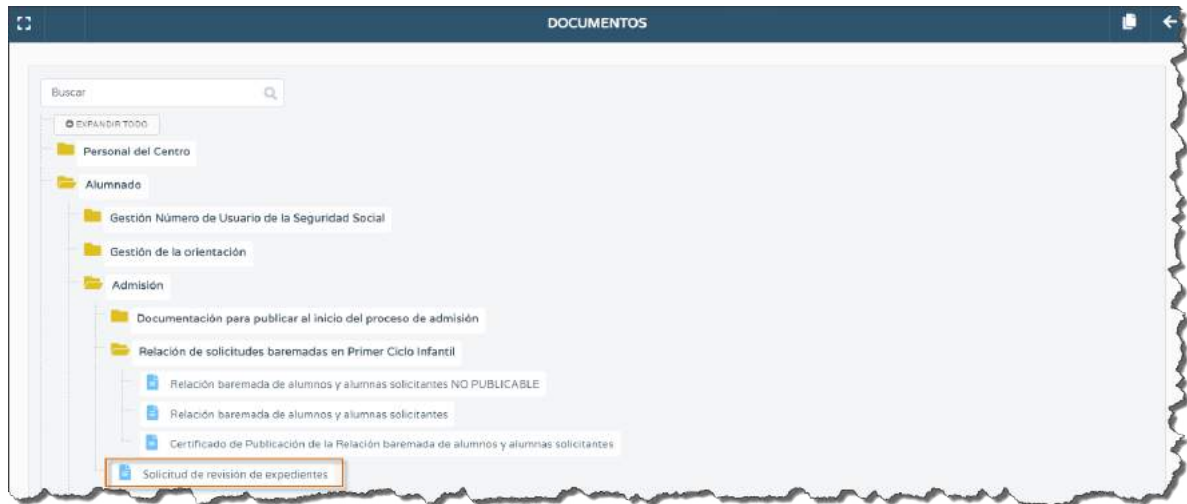 DOCUMENTOS
Buscar
EXPANDIR TODO
Personal del Centro
Alumnado
Gestión Número de Usuario de la Seguridad Social
Gestión de la orientación
Admisión
Documentación para publicar al inicio del proceso de admisión
Relación de solicitudes baremadas en Primer Ciclo Infantil
Relación baremada de alumnos y alumnas solicitantes NO PUBLICABLE
Relación baremada de alumnos y alumnas solicitantes
Certificado de Publicación de la Relación baremada de alumnos y alumnas solicitantes
Solicitud de revisión de expedientes